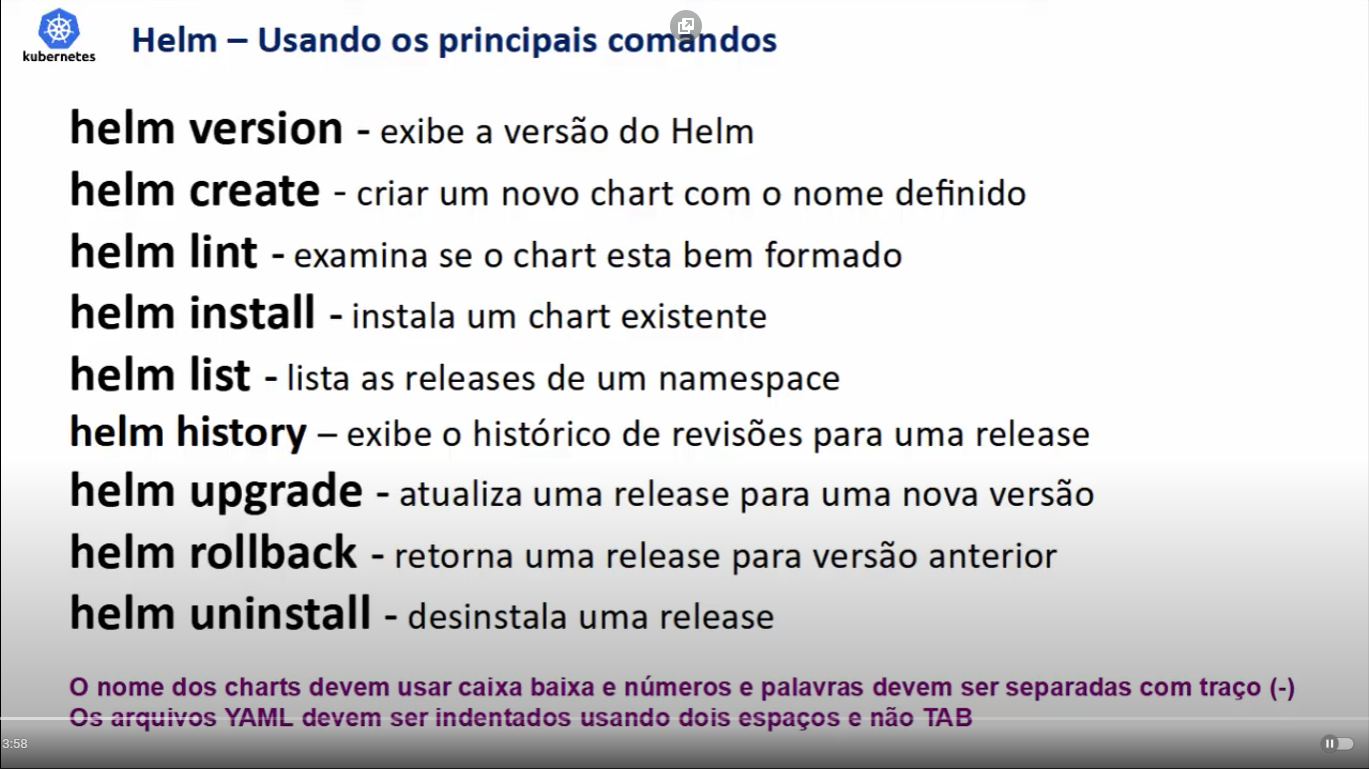 kubernetes
Helm – Usando os principais comandos
helm version - exibe a versão do Helm
helm create - criar um novo chart com o nome definido
helm lint - examina se o chart esta bem formado
helm install - instala um chart existente
helm list - lista as releases de um namespace
helm history – exibe o histórico de revisões para uma release
helm upgrade - atualiza uma release para uma nova versão
helm rollback - retorna uma release para versão anterior
helm uninstall - desinstala uma release
O nome dos charts devem usar caixa baixa e números e palavras devem ser separadas com traço (-)
Os arquivos YAML devem ser indentados usando dois espaços e não TAB
3:58